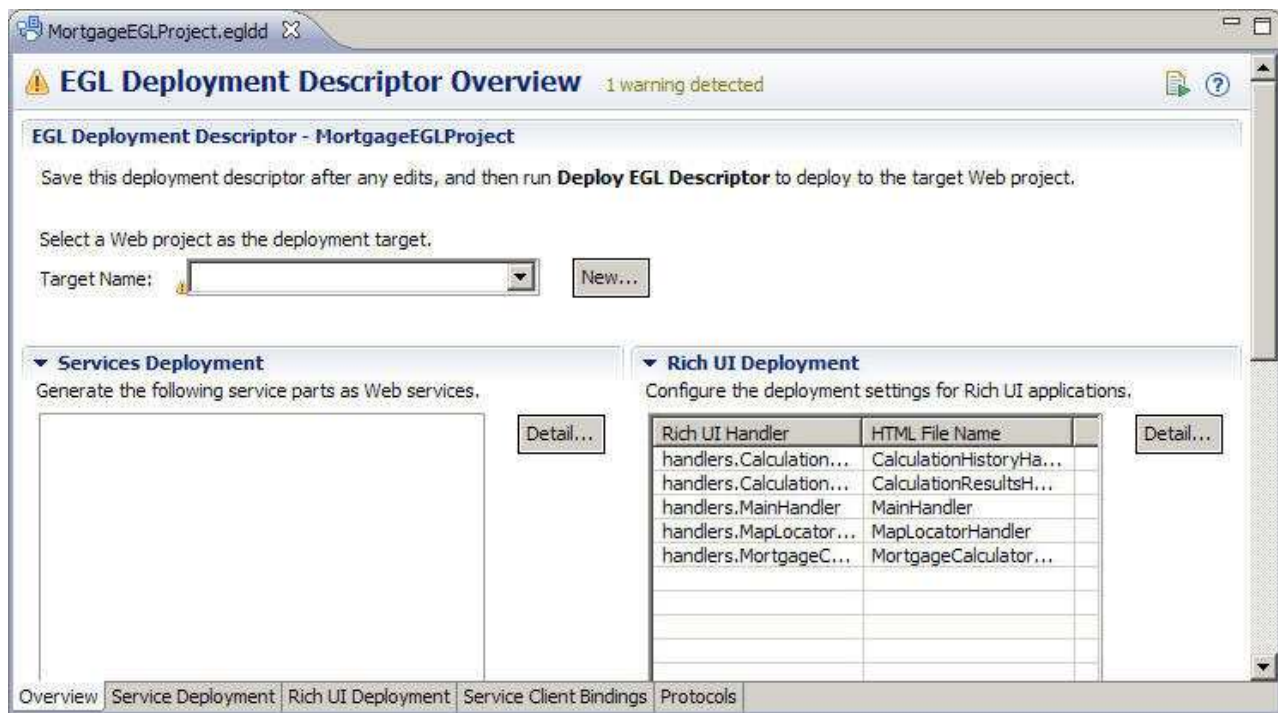 MortgageEGLProject.egldd
EGL Deployment Descriptor Overview 1 warning detected
EGL Deployment Descriptor - MortgageEGLProject
Save this deployment descriptor after any edits, and then run Deploy EGL Descriptor to deploy to the target Web project.
Select a Web project as the deployment target.
Target Name: New...
Services Deployment
Generate the following service parts as Web services.
Detail...
Rich UI Deployment
Configure the deployment settings for Rich UI applications.
Rich UI Handler HTML File Name
handlers.Calculation... CalculationHistoryHa...
handlers.Calculation... CalculationResultsH...
handlers.MainHandler MainHandler
handlers.MapLocator... MapLocatorHandler
handlers.MortgageC... MortgageCalculator...
Detail...
Overview Service Deployment Rich UI Deployment Service Client Bindings Protocols